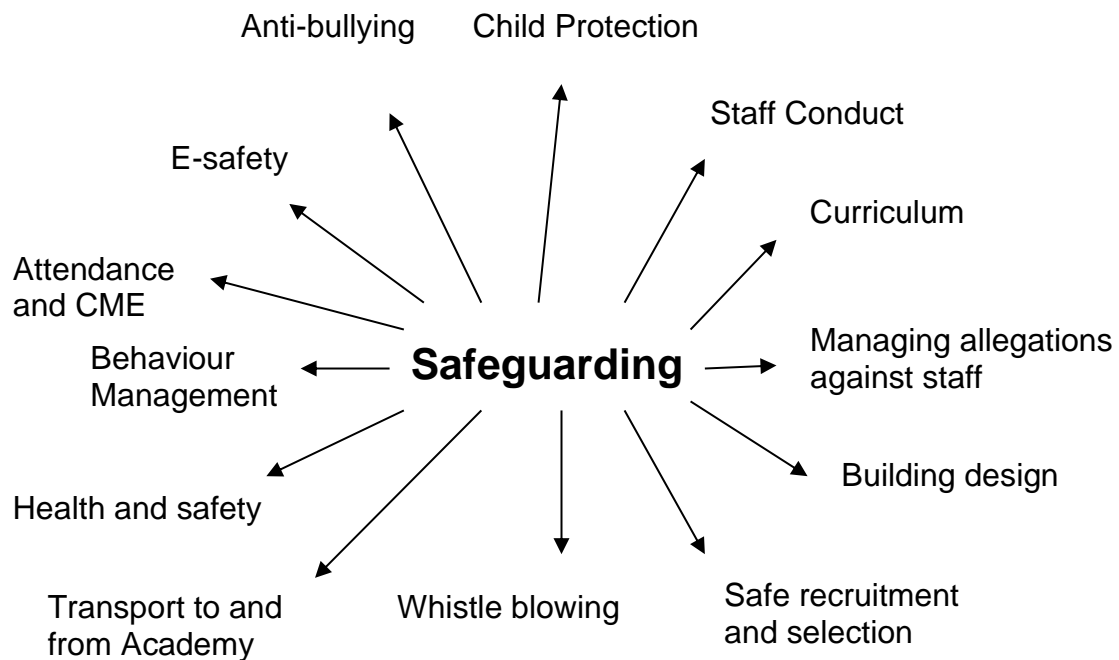 Anti-bullying
Child Protection
Staff Conduct
E-safety
Curriculum
Attendance
and CME
Managing allegations
against staff
Behaviour
Management
Safeguarding
Building design
Health and safety
Transport to and
from Academy
Whistle blowing
Safe recruitment
and selection